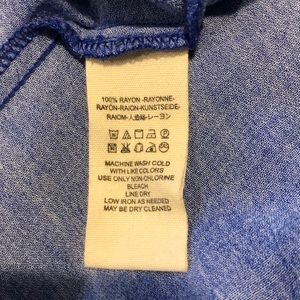 100% RAYON -RAYONNE-
RAYÓN-RAION-KUNSTSEIDE-
RAIOM-人造絲-レーヨン
MACHINE WASH COLD
WITH LIKE COLORS
USE ONLY NON-CHLORINE
BLEACH
LINE DRY
LOW IRON AS NEEDED
MAY BE DRY CLEANED